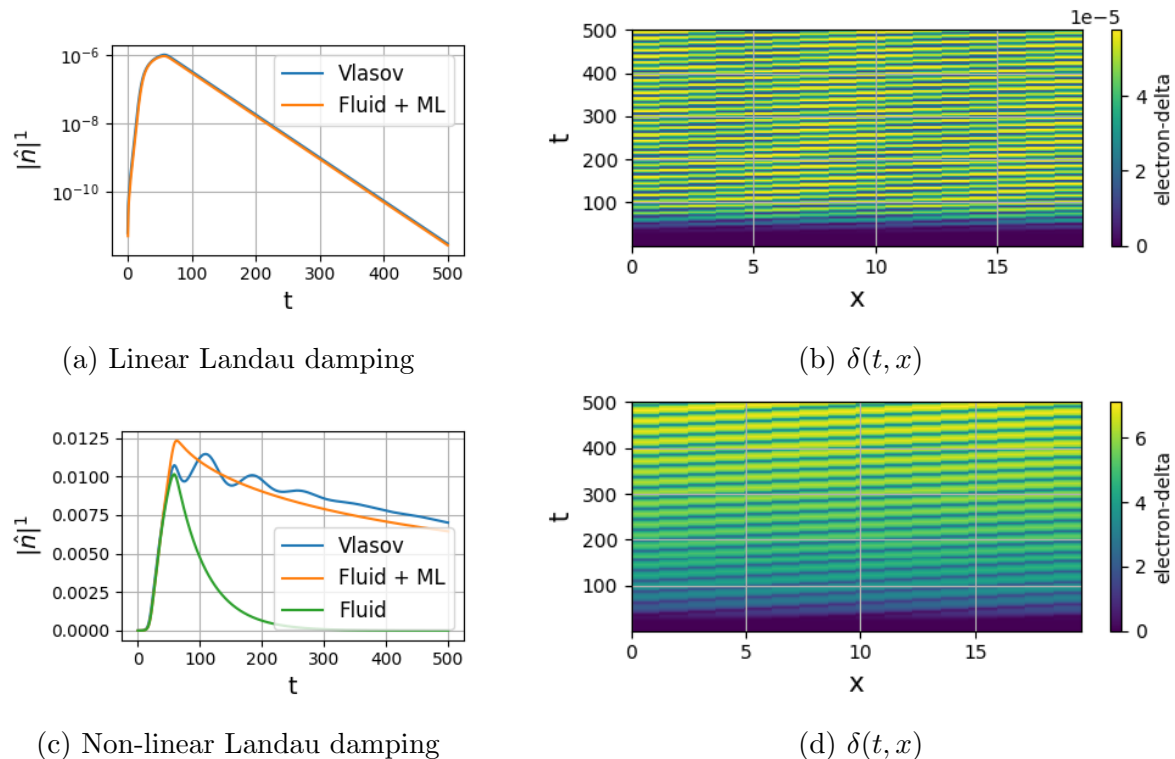 10⁻⁶
10⁻⁸
10⁻¹⁰
|n̂|¹
Vlasov
Fluid + ML
0 100 200 300 400 500
t
(a) Linear Landau damping
1e−5
500
400
300
200
100
t
0 5 10 15
x
4
2
0
electron-delta
(b) δ(t, x)
0.0125
0.0100
0.0075
0.0050
0.0025
0.0000
|n̂|¹
Vlasov
Fluid + ML
Fluid
0 100 200 300 400 500
t
(c) Non-linear Landau damping
500
400
300
200
100
t
0 5 10 15
x
6
4
2
0
electron-delta
(d) δ(t, x)